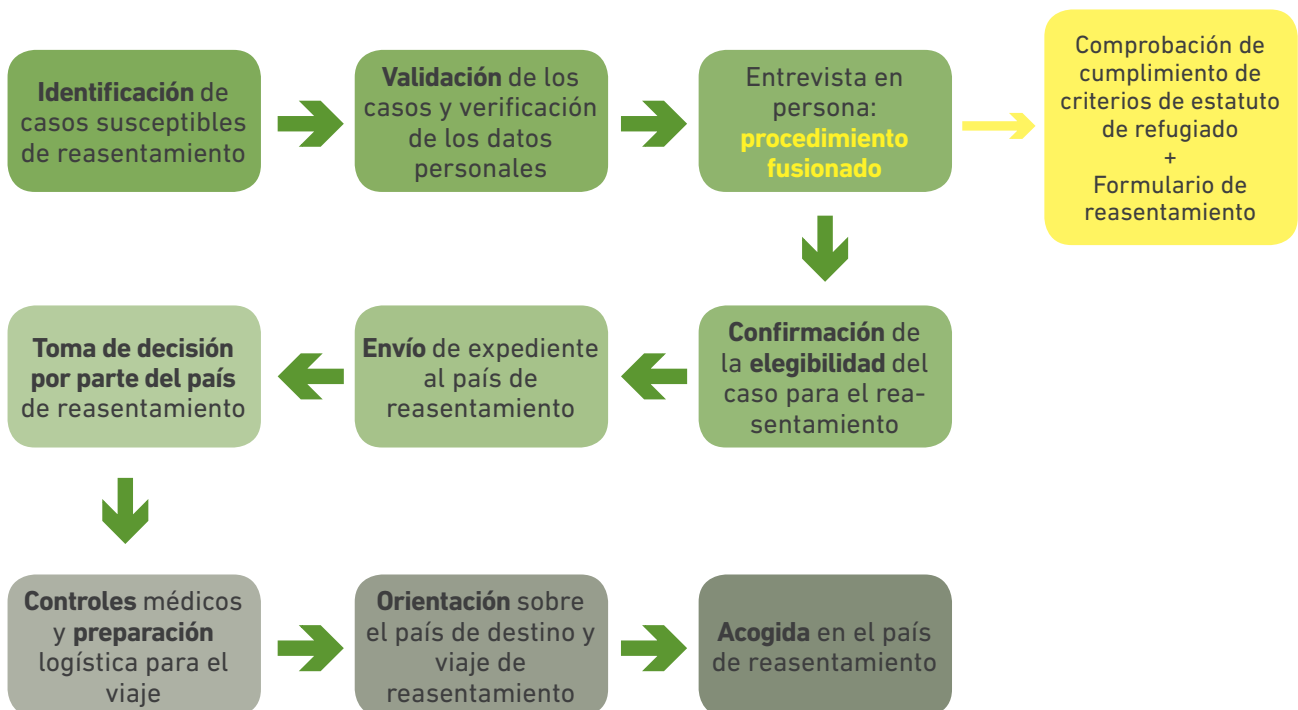 Identificación de
casos susceptibles
de reasentamiento
Validación de los
casos y verificación
de los datos
personales
Entrevista en
persona:
procedimiento
fusionado
Comprobación de
cumplimiento de
criterios de estatuto
de refugiado
+
Formulario de
reasentamiento
Confirmación de
la elegibilidad del
caso para el rea-
sentamiento
Envío de expediente
al país de
reasentamiento
Toma de decisión
por parte del país
de reasentamiento
Controles médicos
y preparación
logística para el
viaje
Orientación sobre
el país de destino y
viaje de
reasentamiento
Acogida en el país
de reasentamiento